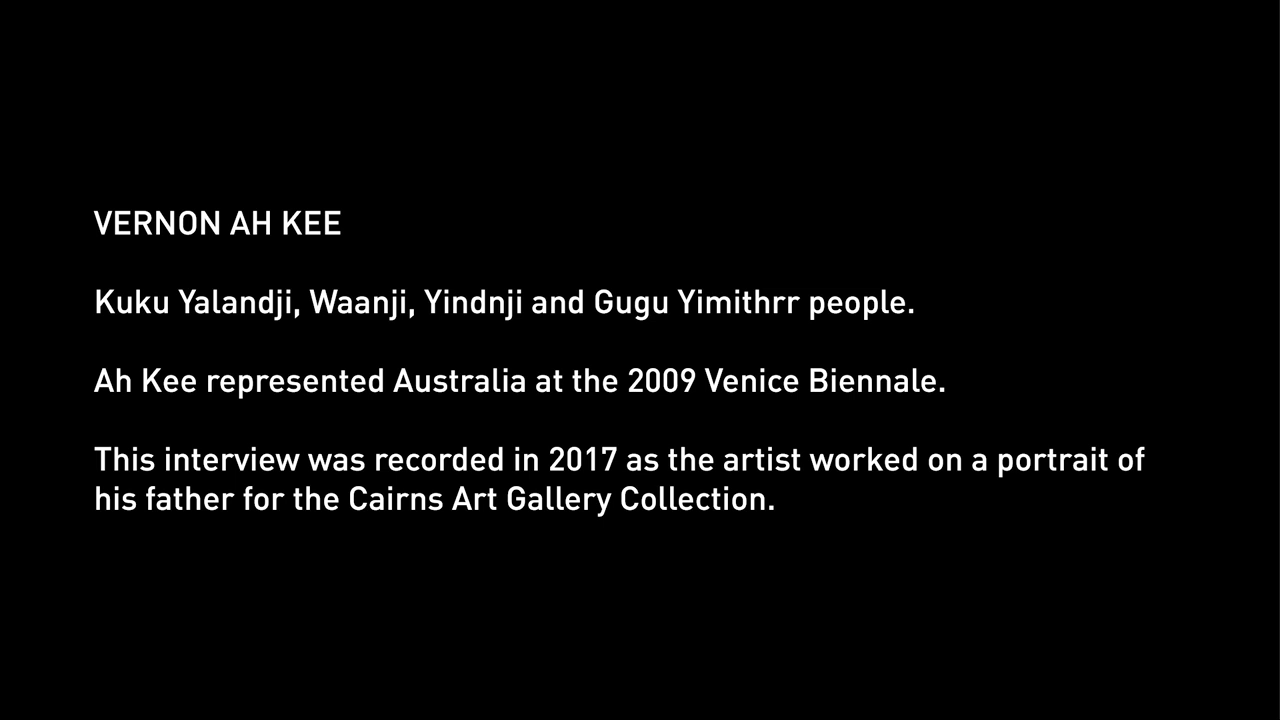 VERNON AH KEE
Kuku Yalandji, Waanji, Yindnji and Gugu Yimithrr people.
Ah Kee represented Australia at the 2009 Venice Biennale.
This interview was recorded in 2017 as the artist worked on a portrait of
his father for the Cairns Art Gallery Collection.